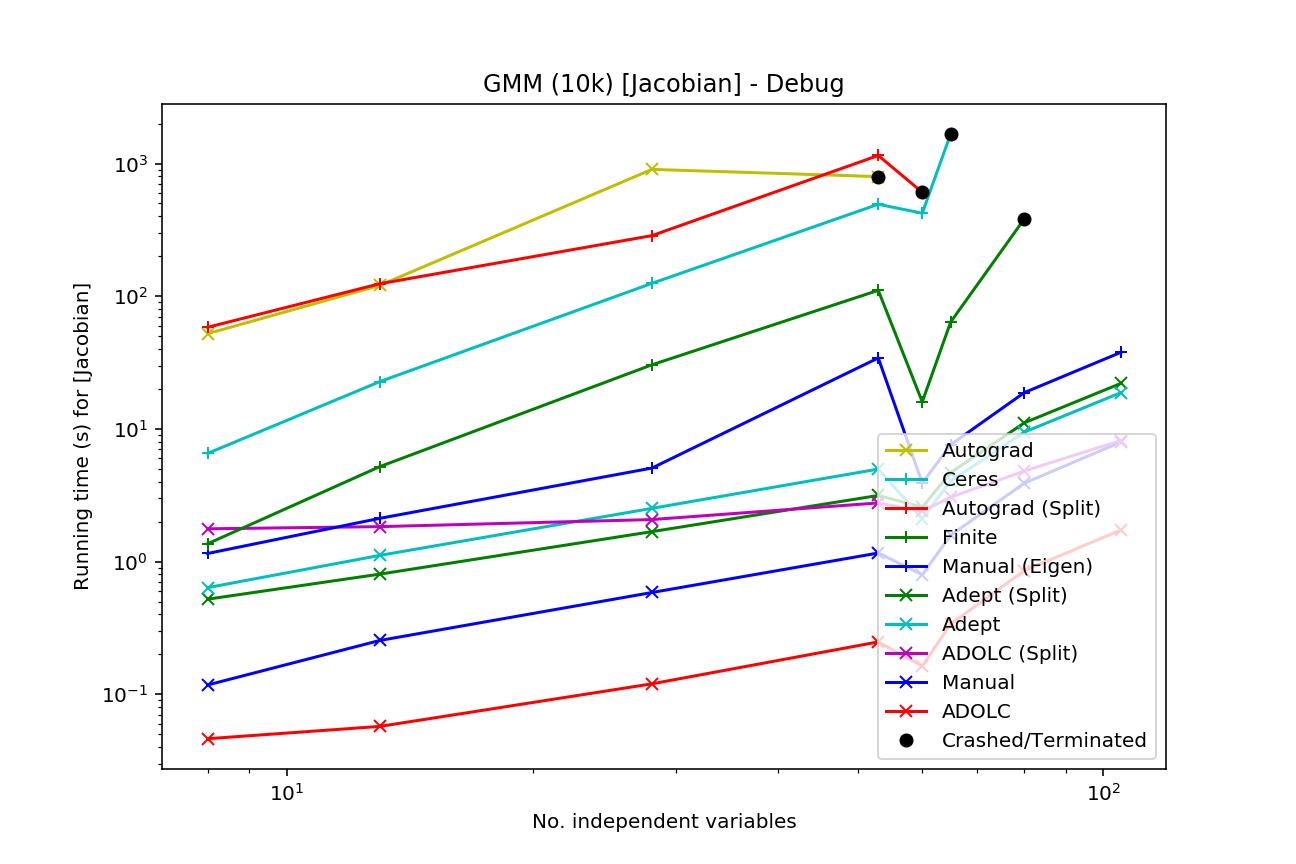 GMM (10k) [Jacobian] - Debug
Running time (s) for [Jacobian]
10³
10²
10¹
10⁰
10⁻¹
10¹
10²
No. independent variables
Autograd
Ceres
Autograd (Split)
Finite
Manual (Eigen)
Adept (Split)
Adept
ADOLC (Split)
Manual
ADOLC
Crashed/Terminated